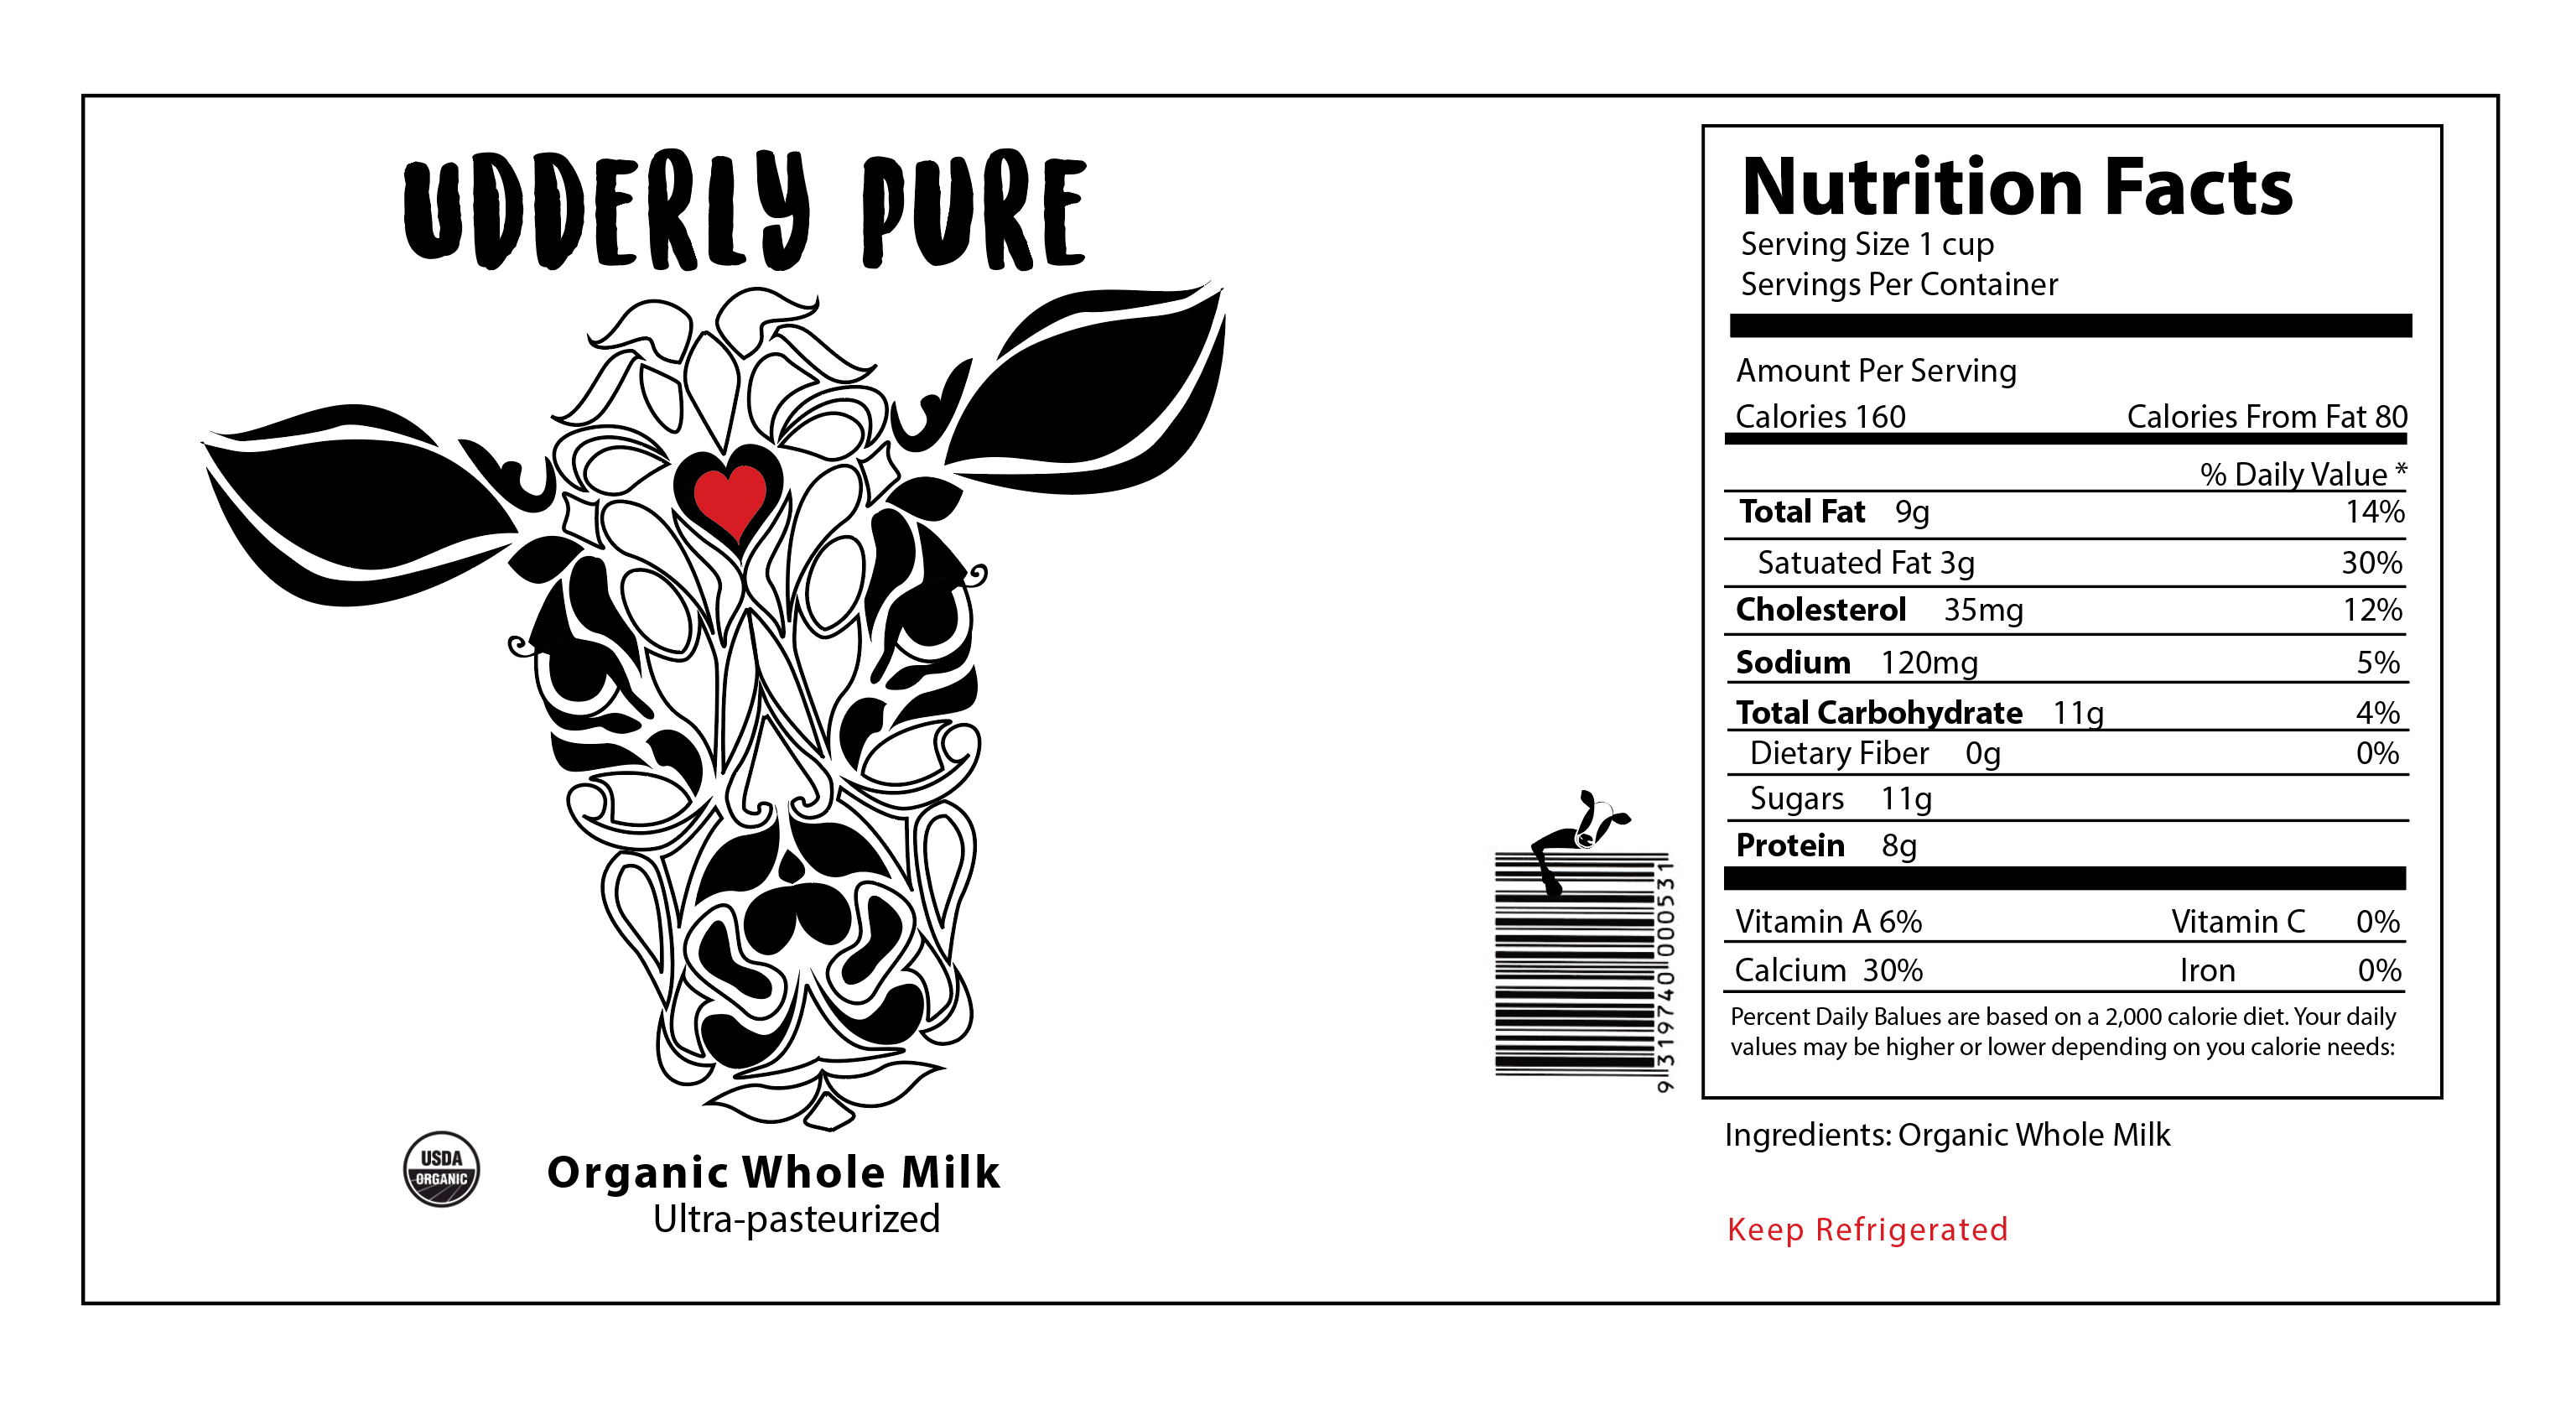 UDDERLY PURE
USDA
ORGANIC
Organic Whole Milk
Ultra-pasteurized
9 319740 000531
Nutrition Facts
Serving Size 1 cup
Servings Per Container
Amount Per Serving
Calories 160 Calories From Fat 80
% Daily Value *
Total Fat 9g 14%
Satuated Fat 3g 30%
Cholesterol 35mg 12%
Sodium 120mg 5%
Total Carbohydrate 11g 4%
Dietary Fiber 0g 0%
Sugars 11g
Protein 8g
Vitamin A 6% Vitamin C 0%
Calcium 30% Iron 0%
Percent Daily Balues are based on a 2,000 calorie diet. Your daily
values may be higher or lower depending on you calorie needs:
Ingredients: Organic Whole Milk
Keep Refrigerated